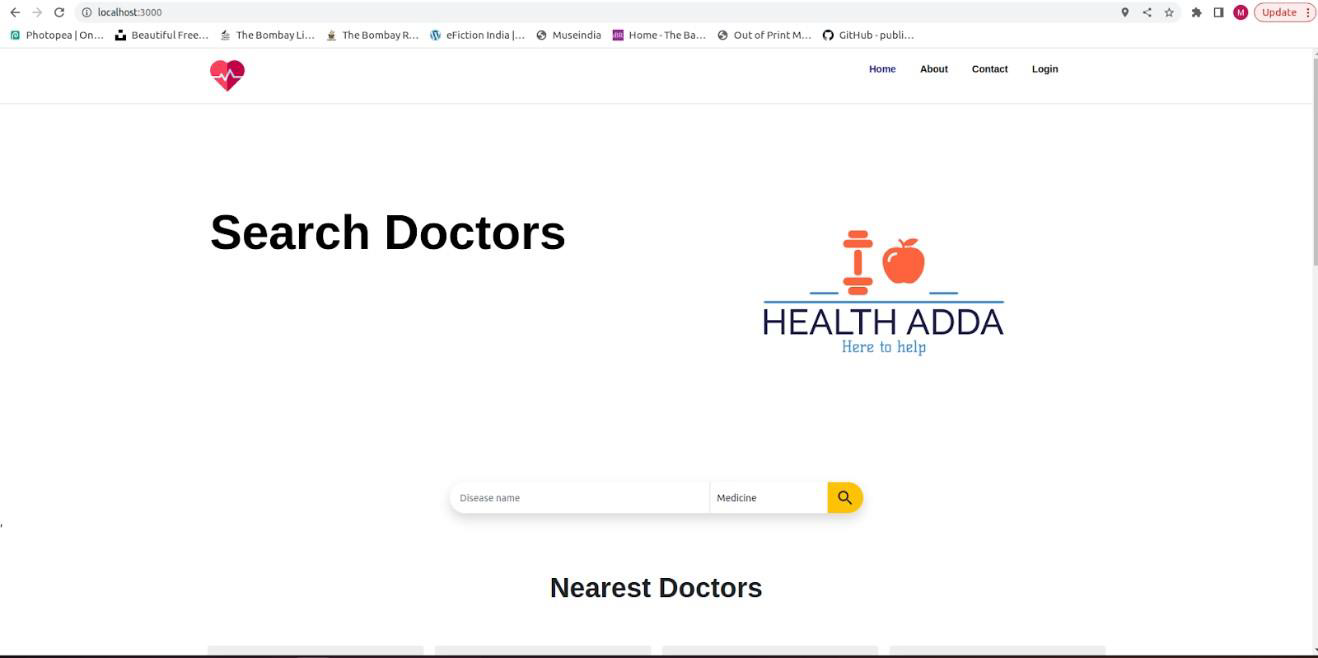 localhost:3000
M
Update
Photopea | On...
Beautiful Free...
The Bombay Li...
The Bombay R...
eFiction India |...
Museindia
Home - The Ba...
Out of Print M...
GitHub - publi...
Home About Contact Login
Search Doctors
HEALTH ADDA
Here to help
Disease name
Medicine
,
Nearest Doctors